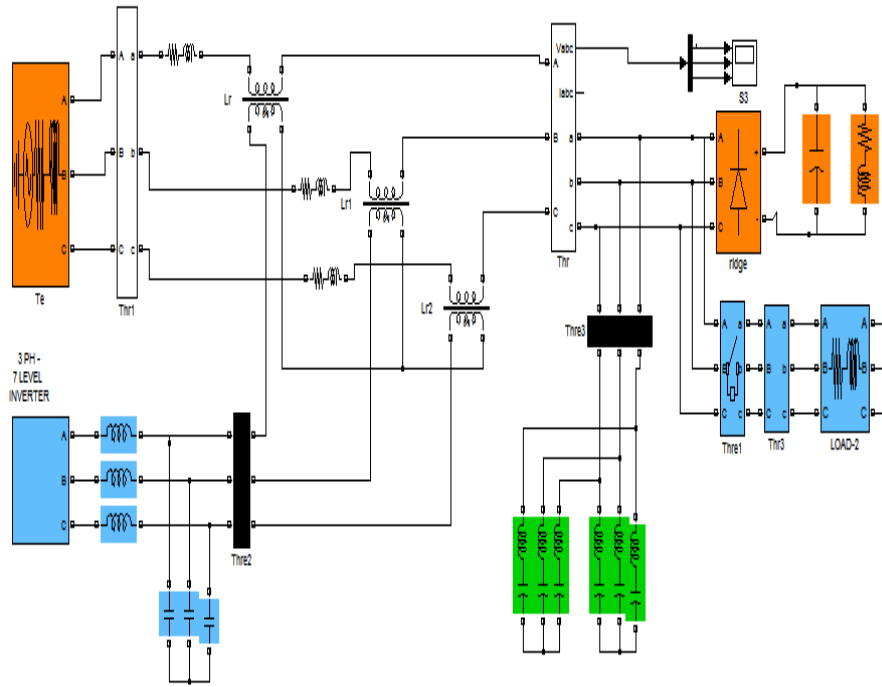 A
B
C
Te
A a
B b
C c
Thr1
Lr
Lr1
Lr2
Vabc
A
Iabc
B a
b
C c
Thr
S3
A +
B
C -
ridge
3 PH -
7 LEVEL
INVERTER
A
B
C
Thre2
Thre3
A a
B b
C c
Thre1
A a
B b
C c
Thr3
A A
B B
C C
LOAD-2